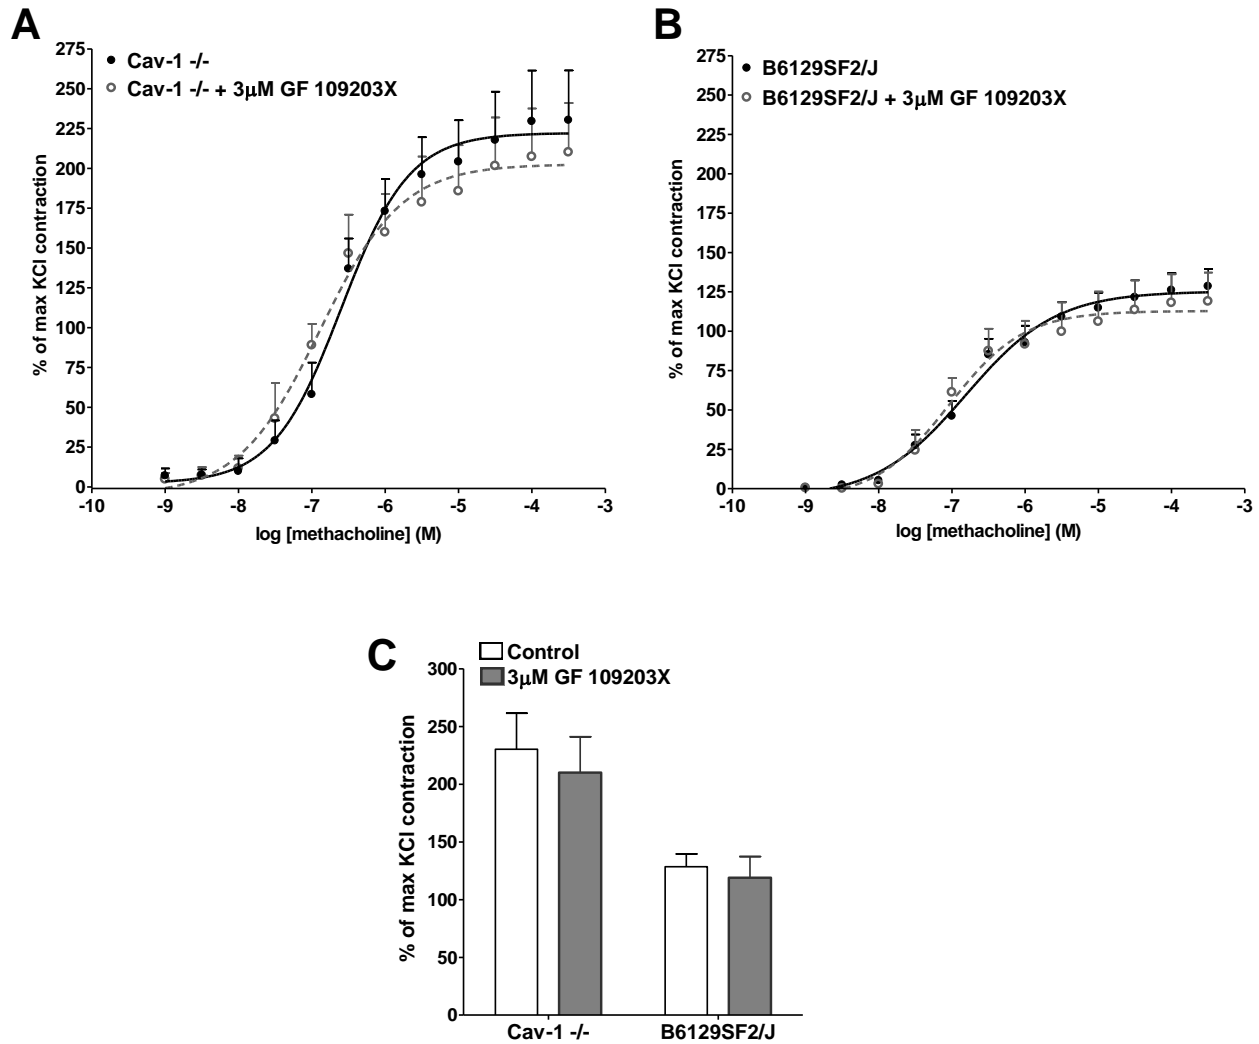 A
Cav-1 -/-
Cav-1 -/- + 3μM GF 109203X
% of max KCl contraction
275
250
225
200
175
150
125
100
75
50
25
0
-10 -9 -8 -7 -6 -5 -4 -3
log [methacholine] (M)
B
B6129SF2/J
B6129SF2/J + 3μM GF 109203X
% of max KCl contraction
275
250
225
200
175
150
125
100
75
50
25
0
-10 -9 -8 -7 -6 -5 -4 -3
log [methacholine] (M)
C
Control
3μM GF 109203X
% of max KCl contraction
300
250
200
150
100
50
0
Cav-1 -/- B6129SF2/J